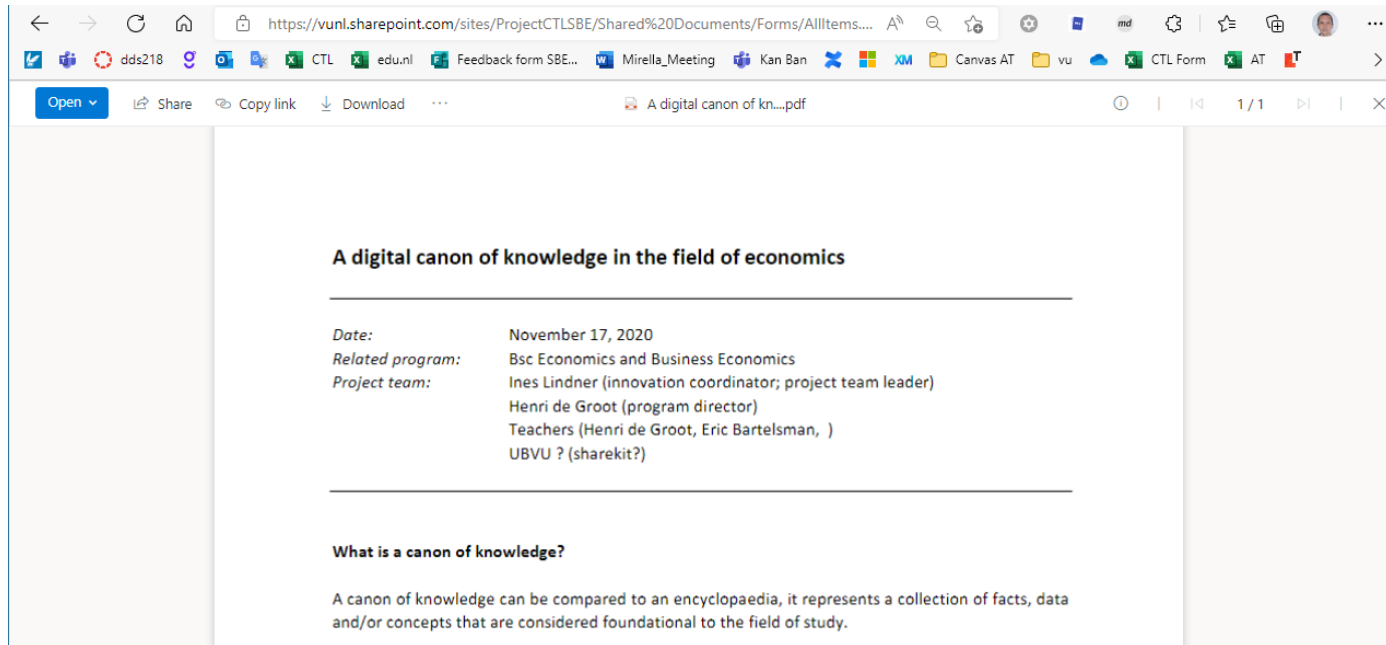 https://vunl.sharepoint.com/sites/ProjectCTLSBE/Shared%20Documents/Forms/AllItems....
dds218 CTL edu.nl Feedback form SBE... Mirella_Meeting Kan Ban XM Canvas AT vu CTL Form AT
Open Share Copy link Download ... A digital canon of kn....pdf 1 / 1
A digital canon of knowledge in the field of economics
Date: November 17, 2020
Related program: Bsc Economics and Business Economics
Project team: Ines Lindner (innovation coordinator; project team leader)
Henri de Groot (program director)
Teachers (Henri de Groot, Eric Bartelsman, )
UBVU ? (sharekit?)
What is a canon of knowledge?
A canon of knowledge can be compared to an encyclopaedia, it represents a collection of facts, data
and/or concepts that are considered foundational to the field of study.